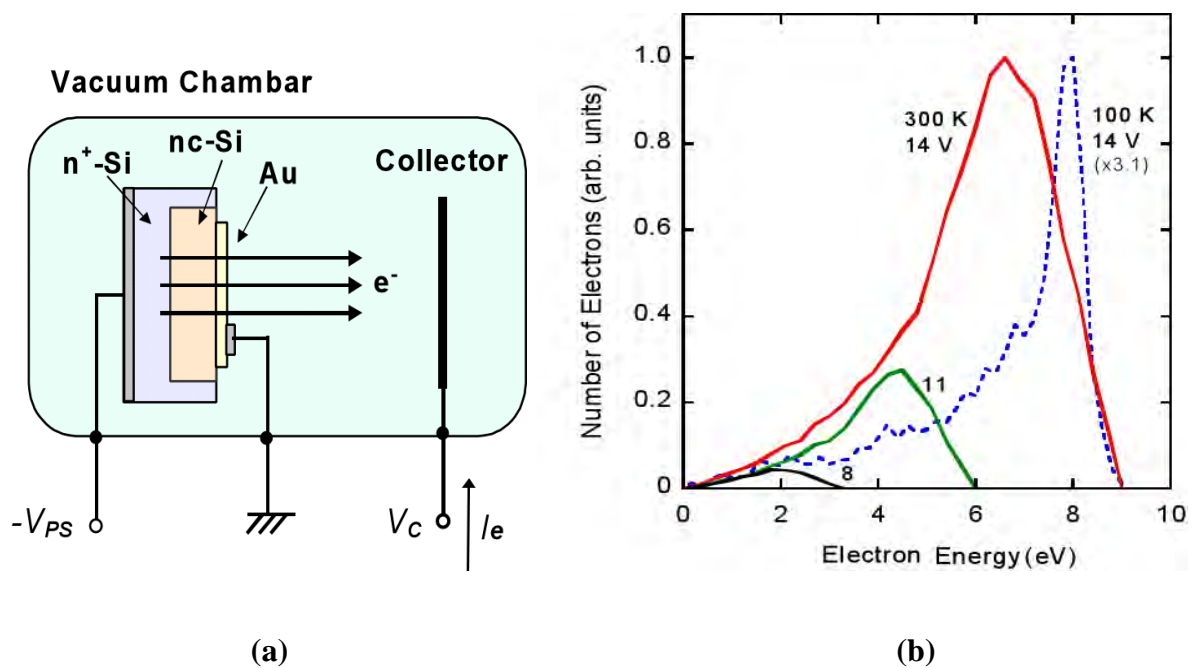 Vacuum Chambar
n⁺-Si
nc-Si
Au
Collector
e⁻
-V_PS
V_C
Ie
(a)
Number of Electrons (arb. units)
1.0
0.8
0.6
0.4
0.2
0
300 K
14 V
100 K
14 V
(x3.1)
11
8
0 2 4 6 8 10
Electron Energy (eV)
(b)